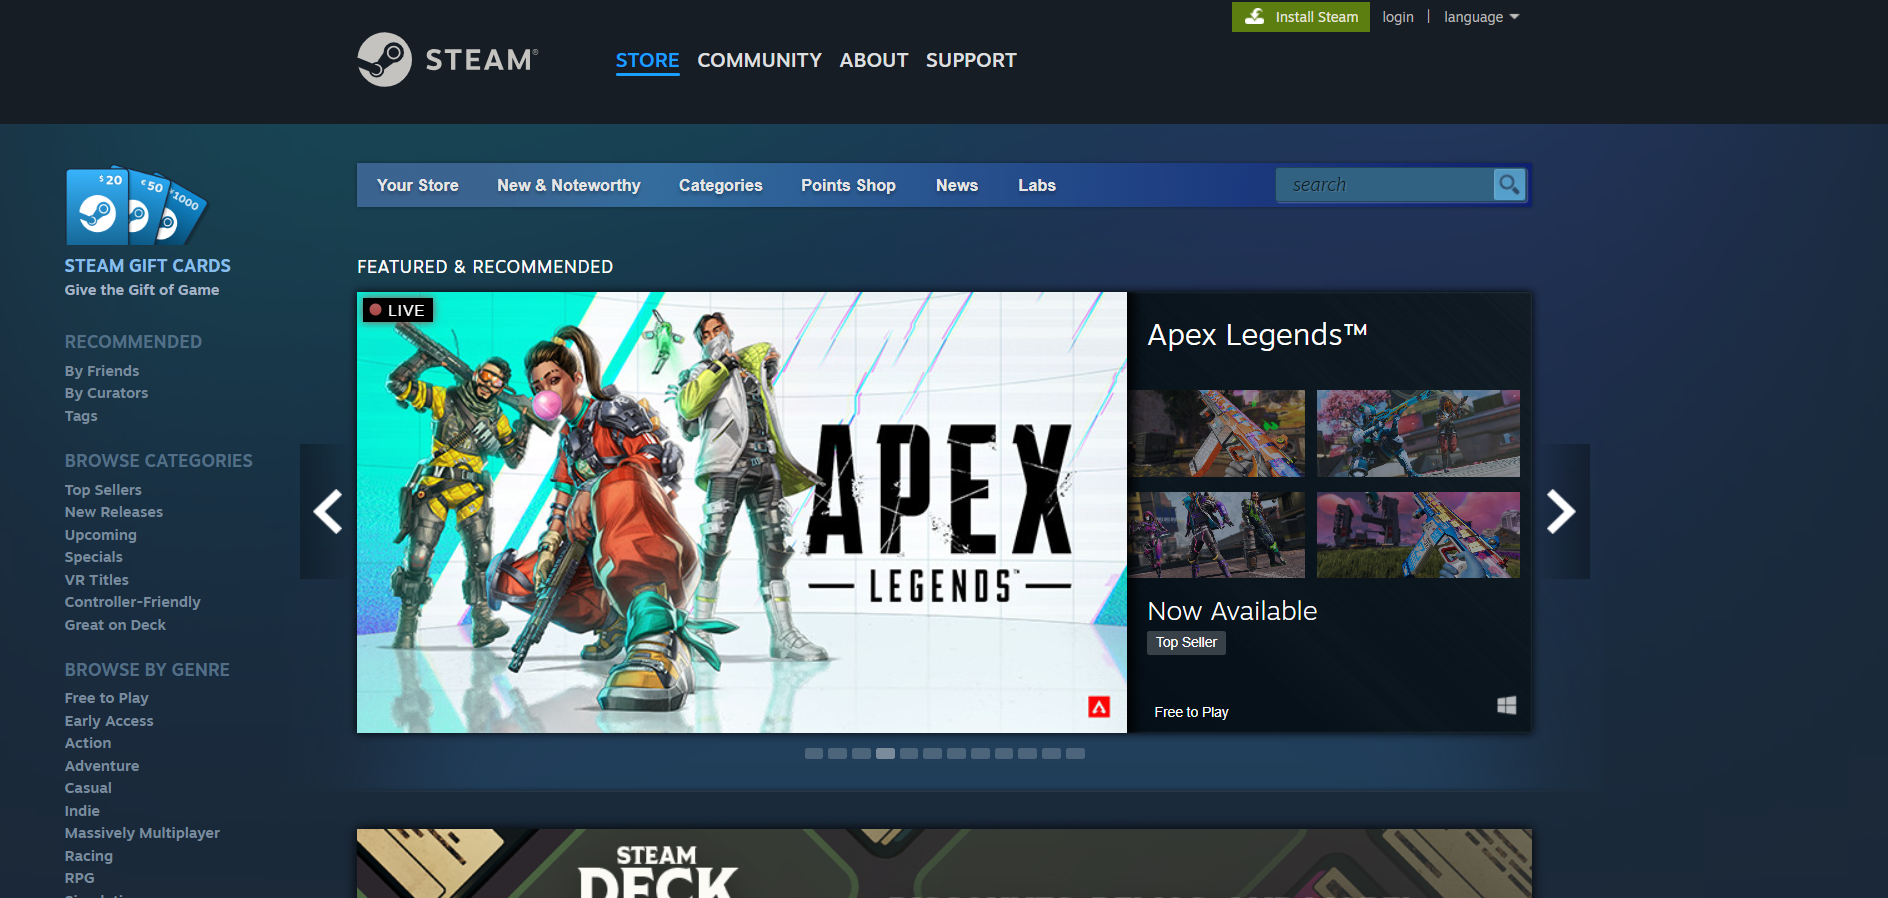 Install Steam
login | language
STEAM®
STORE COMMUNITY ABOUT SUPPORT
$20
€50
1000
STEAM GIFT CARDS
Give the Gift of Game
RECOMMENDED
By Friends
By Curators
Tags
BROWSE CATEGORIES
Top Sellers
New Releases
Upcoming
Specials
VR Titles
Controller-Friendly
Great on Deck
BROWSE BY GENRE
Free to Play
Early Access
Action
Adventure
Casual
Indie
Massively Multiplayer
Racing
RPG
Your Store New & Noteworthy Categories Points Shop News Labs search
FEATURED & RECOMMENDED
LIVE
APEX
LEGENDS™
Apex Legends™
Now Available
Top Seller
Free to Play
STEAM
DECK